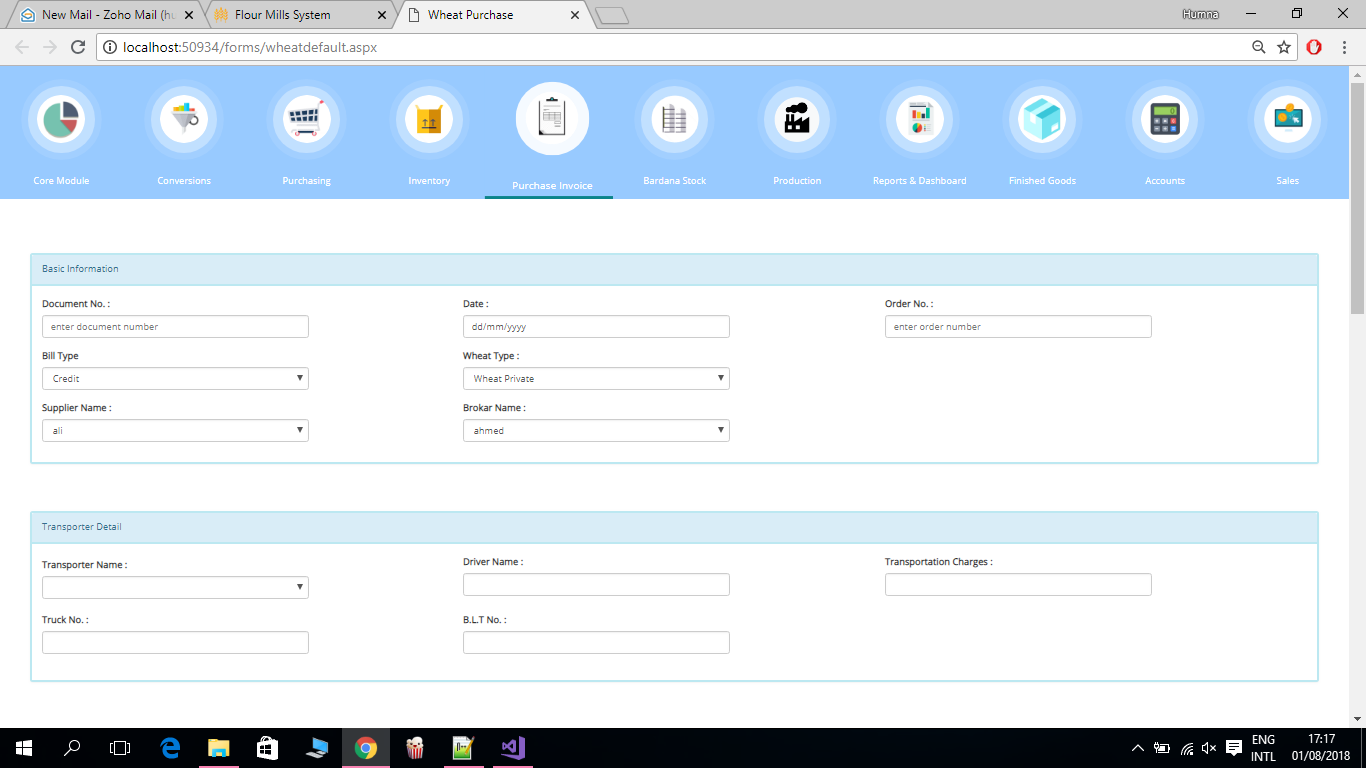 New Mail - Zoho Mail (hu
Flour Mills System
Wheat Purchase
Humna
localhost:50934/forms/wheatdefault.aspx
Core Module
Conversions
Purchasing
Inventory
Purchase Invoice
Bardana Stock
Production
Reports & Dashboard
Finished Goods
Accounts
Sales
Basic Information
Document No. :
Date :
Order No. :
enter document number
dd/mm/yyyy
enter order number
Bill Type
Wheat Type :
Credit
Wheat Private
Supplier Name :
Brokar Name :
ali
ahmed
Transporter Detail
Transporter Name :
Driver Name :
Transportation Charges :
Truck No. :
B.L.T No. :
ENG
INTL
17:17
01/08/2018